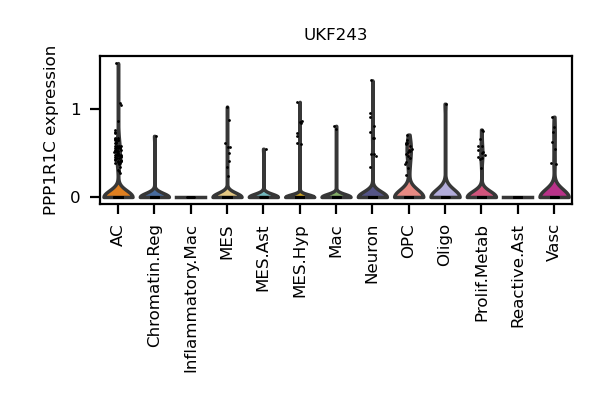 UKF243
PPP1R1C expression
1
0
AC
Chromatin.Reg
Inflammatory.Mac
MES
MES.Ast
MES.Hyp
Mac
Neuron
OPC
Oligo
Prolif.Metab
Reactive.Ast
Vasc